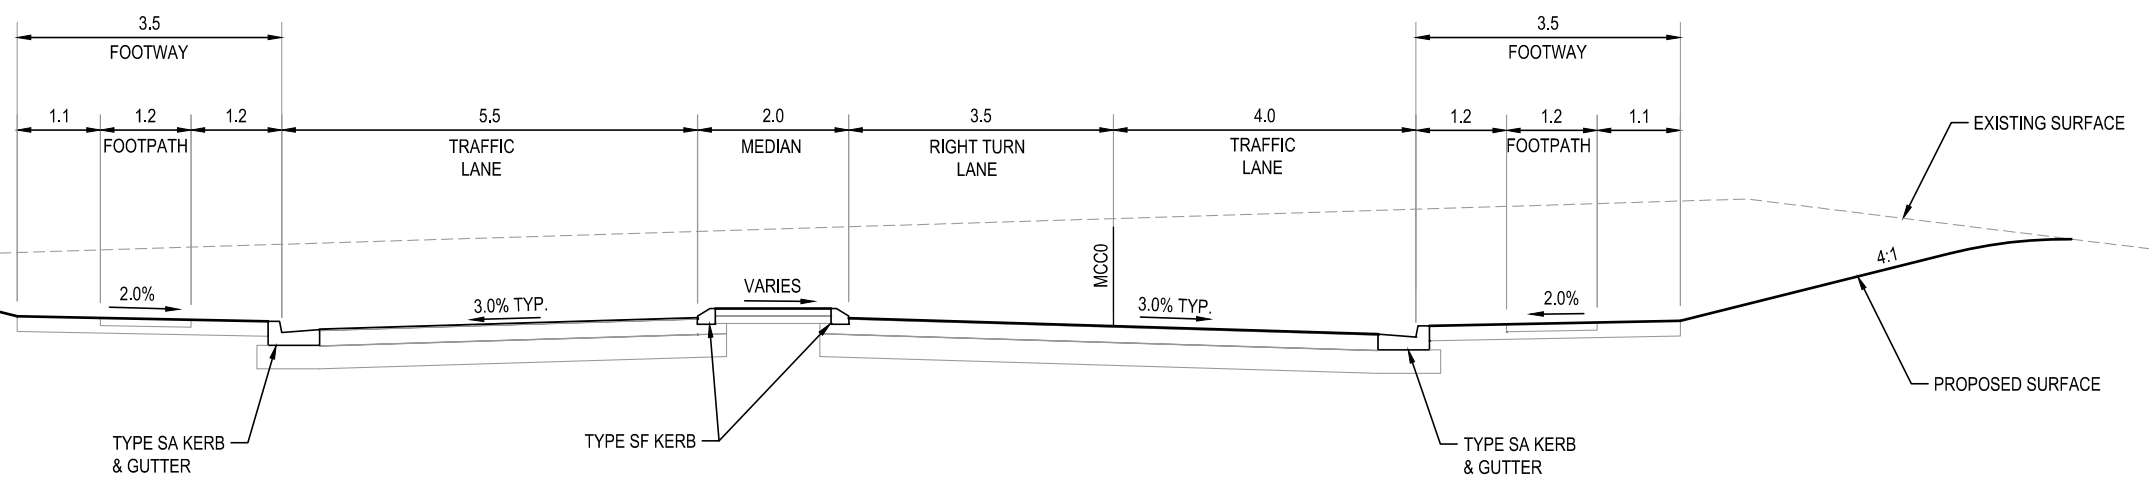 3.5
FOOTWAY
3.5
FOOTWAY
1.1
1.2
1.2
5.5
2.0
3.5
4.0
1.2
1.2
1.1
FOOTPATH
TRAFFIC
LANE
MEDIAN
RIGHT TURN
LANE
TRAFFIC
LANE
FOOTPATH
EXISTING SURFACE
MCC0
4:1
2.0%
3.0% TYP.
VARIES
3.0% TYP.
2.0%
PROPOSED SURFACE
TYPE SA KERB
& GUTTER
TYPE SF KERB
TYPE SA KERB
& GUTTER